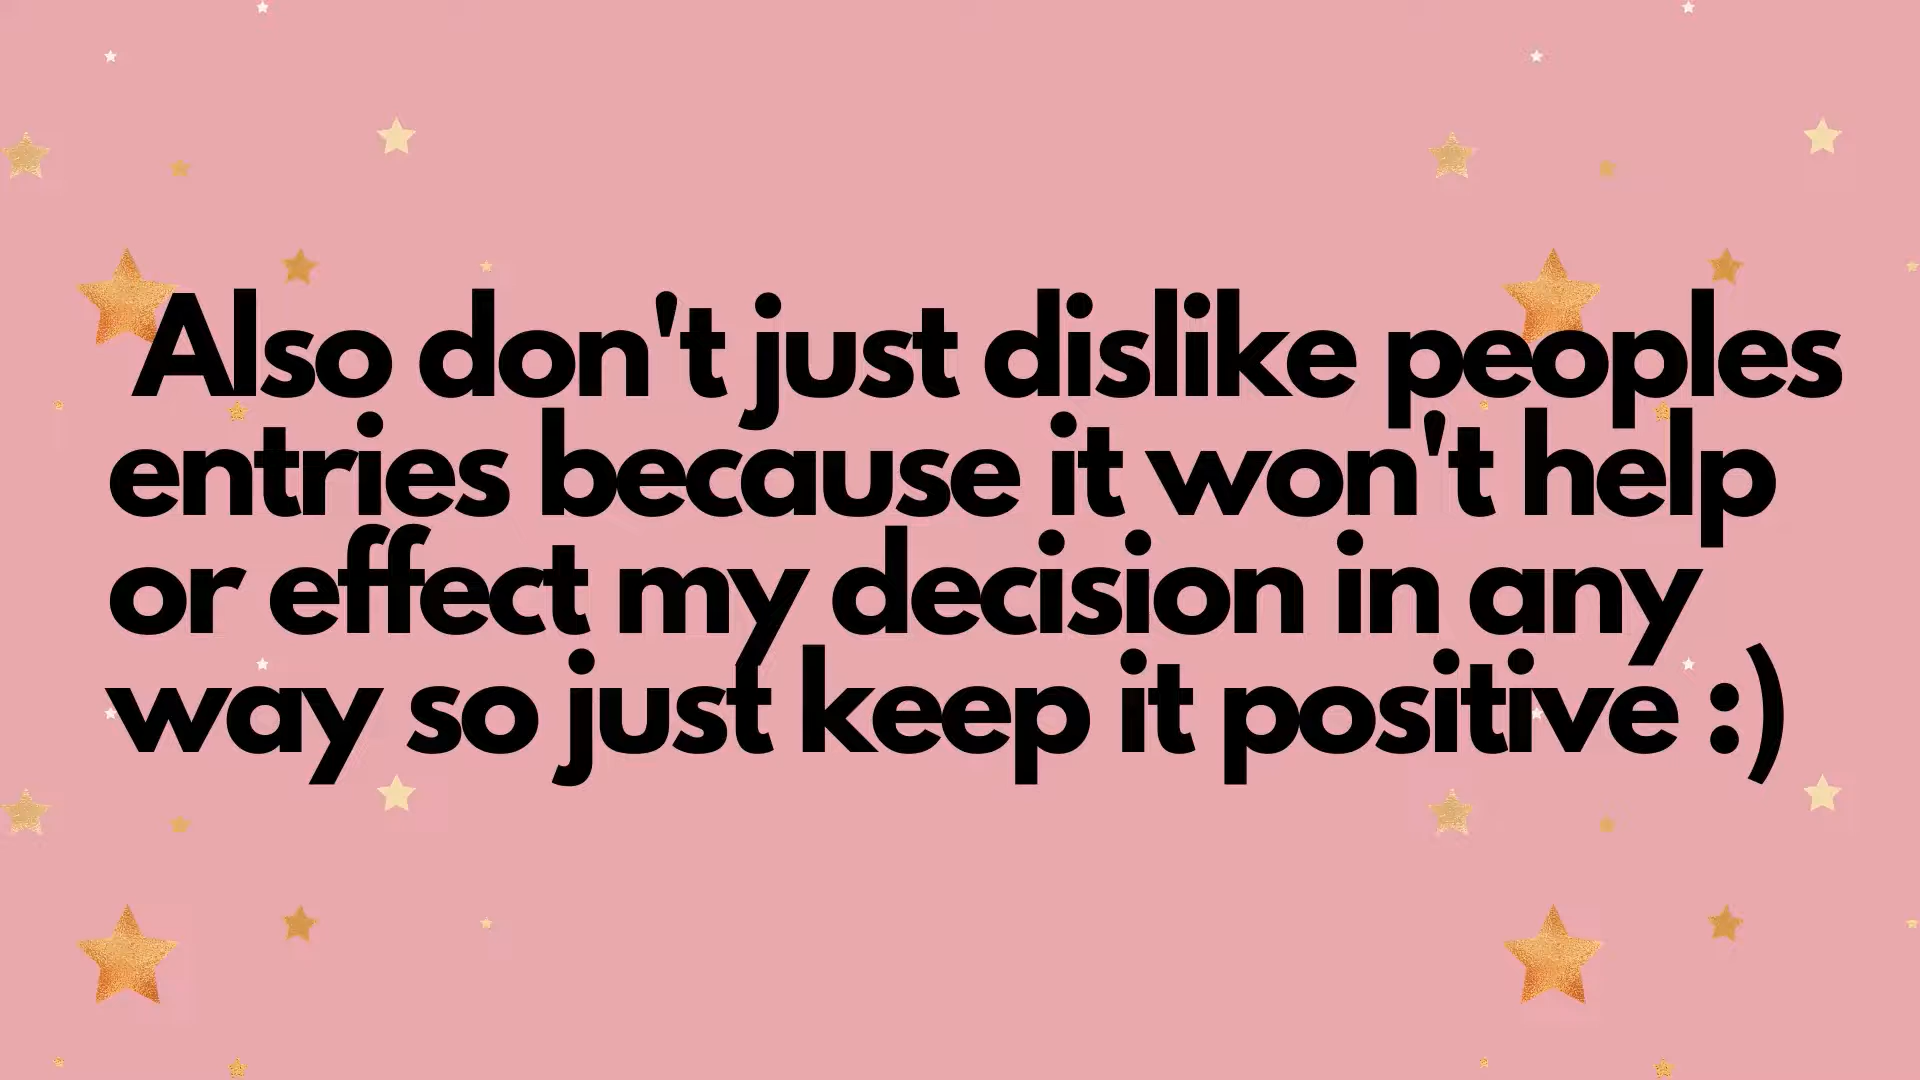 Also don't just dislike peoples
entries because it won't help
or effect my decision in any
way so just keep it positive :)